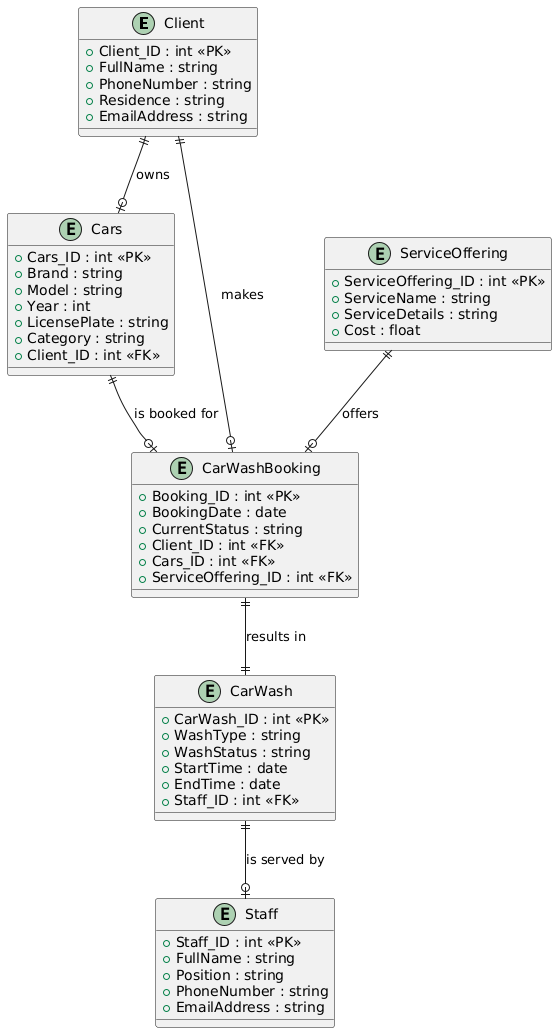 E Client
Client_ID : int «PK»
FullName : string
PhoneNumber : string
Residence : string
EmailAddress : string
owns
makes
E Cars
Cars_ID : int «PK»
Brand : string
Model : string
Year : int
LicensePlate : string
Category : string
Client_ID : int «FK»
E ServiceOffering
ServiceOffering_ID : int «PK»
ServiceName : string
ServiceDetails : string
Cost : float
is booked for
offers
E CarWashBooking
Booking_ID : int «PK»
BookingDate : date
CurrentStatus : string
Client_ID : int «FK»
Cars_ID : int «FK»
ServiceOffering_ID : int «FK»
results in
E CarWash
CarWash_ID : int «PK»
WashType : string
WashStatus : string
StartTime : date
EndTime : date
Staff_ID : int «FK»
is served by
E Staff
Staff_ID : int «PK»
FullName : string
Position : string
PhoneNumber : string
EmailAddress : string